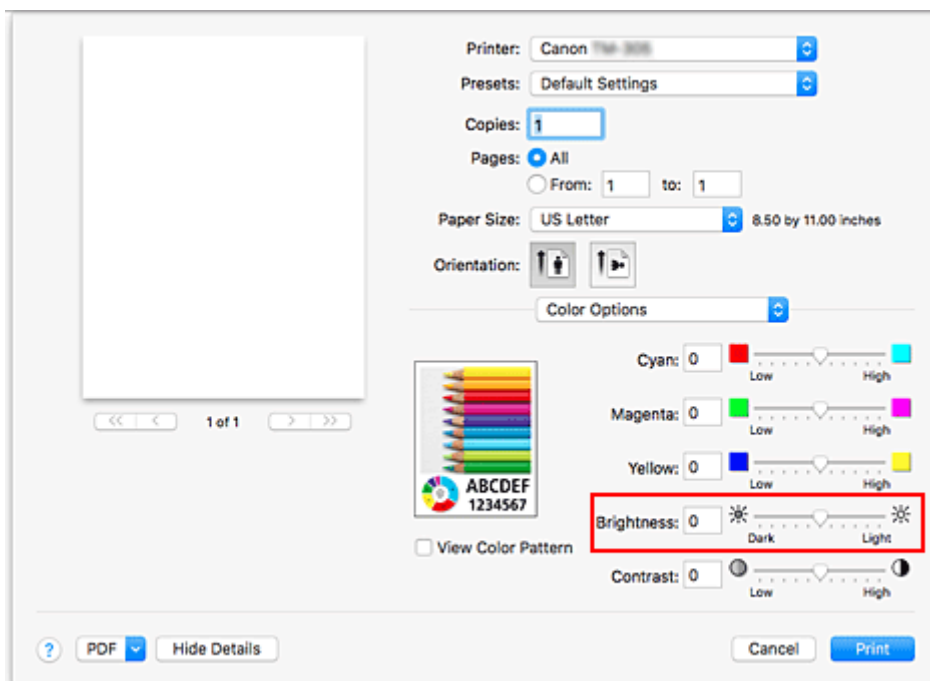 Printer: Canon
Presets: Default Settings
Copies: 1
Pages: All
From: 1 to: 1
Paper Size: US Letter 8.50 by 11.00 inches
Orientation:
Color Options
Cyan: 0
Low High
Magenta: 0
Low High
Yellow: 0
Low High
Brightness: 0
Dark Light
Contrast: 0
Low High
ABCDEF
1234567
View Color Pattern
<< < 1 of 1 > >>
? PDF Hide Details Cancel Print